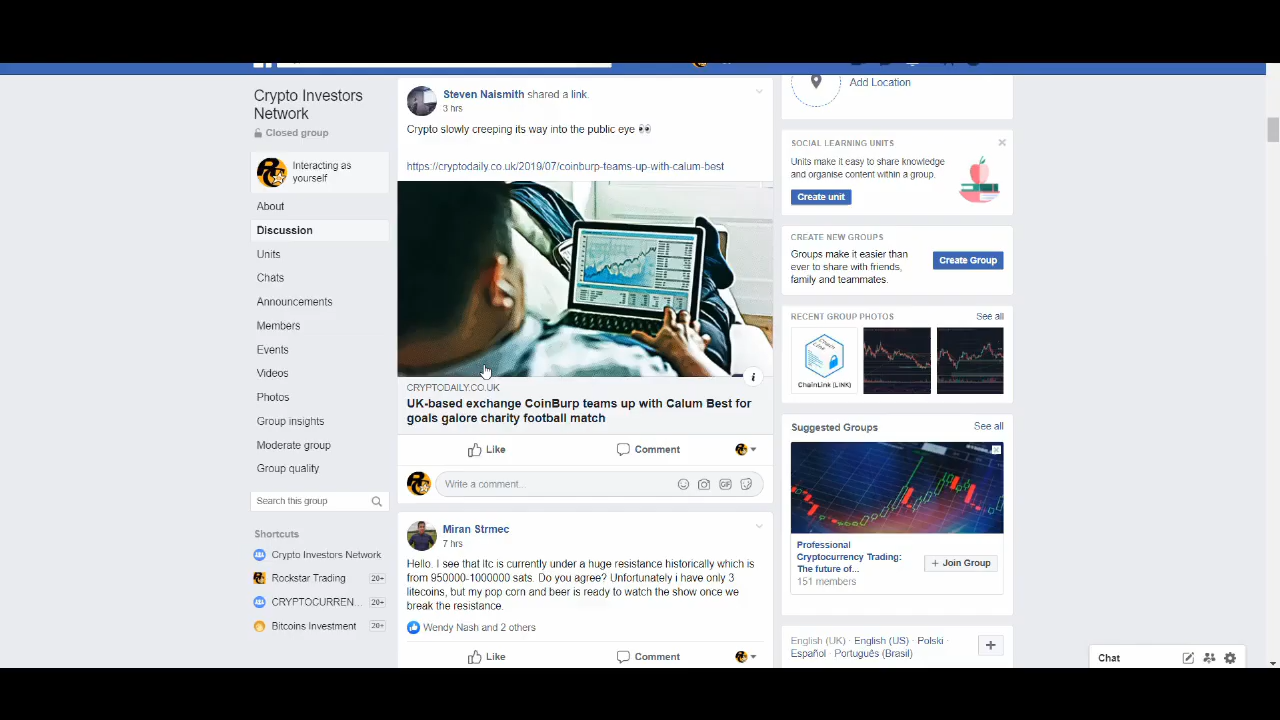 Crypto Investors
Network
Closed group
Interacting as
yourself
About
Discussion
Units
Chats
Announcements
Members
Events
Videos
Photos
Group insights
Moderate group
Group quality
Search this group
Shortcuts
Crypto Investors Network
Rockstar Trading 20+
CRYPTOCURREN... 20+
Bitcoins Investment 20+
Steven Naismith shared a link.
3 hrs
Crypto slowly creeping its way into the public eye 👀
https://cryptodaily.co.uk/2019/07/coinburp-teams-up-with-calum-best
CRYPTODAILY.CO.UK
UK-based exchange CoinBurp teams up with Calum Best for
goals galore charity football match
Like Comment
Write a comment...
GIF
Miran Strmec
7 hrs
Hello. I see that ltc is currently under a huge resistance historically which is
from 950000-1000000 sats. Do you agree? Unfortunately i have only 3
litecoins, but my pop corn and beer is ready to watch the show once we
break the resistance.
Wendy Nash and 2 others
Like Comment
Add Location
SOCIAL LEARNING UNITS
Units make it easy to share knowledge
and organise content within a group.
Create unit
CREATE NEW GROUPS
Groups make it easier than
ever to share with friends,
family and teammates.
Create Group
RECENT GROUP PHOTOS See all
ChainLink (LINK)
Suggested Groups See all
Professional
Cryptocurrency Trading:
The future of...
151 members
+ Join Group
English (UK) · English (US) · Polski ·
Español · Português (Brasil)
Chat